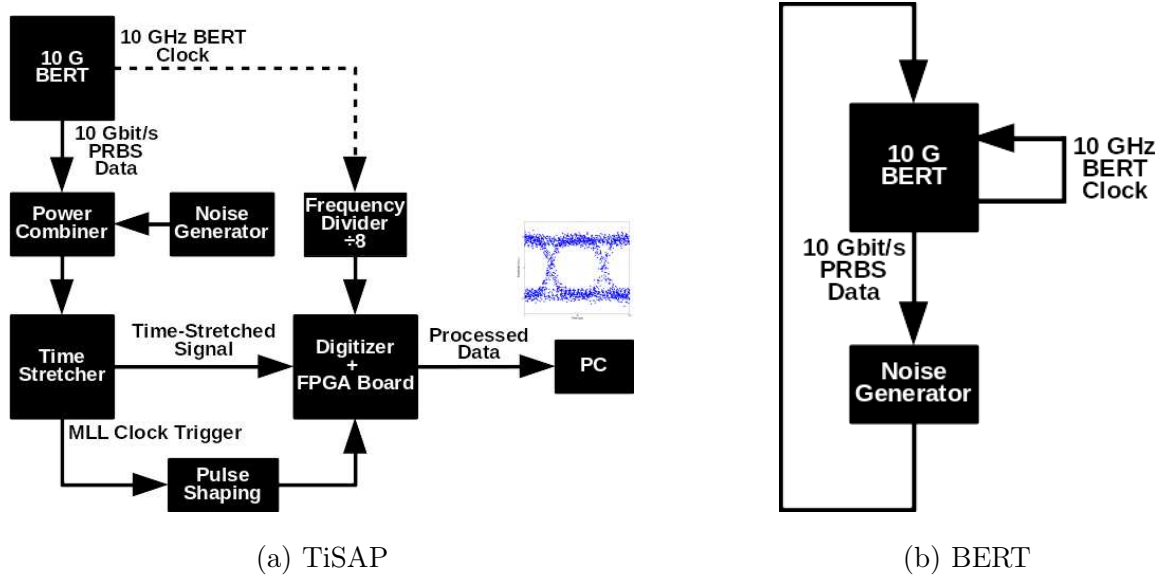 10 G
BERT
10 GHz BERT
Clock
10 Gbit/s
PRBS
Data
Power
Combiner
Noise
Generator
Frequency
Divider
÷8
Time
Stretcher
Time-Stretched
Signal
Digitizer
+
FPGA Board
Processed
Data
PC
MLL Clock Trigger
Pulse
Shaping
(a) TiSAP
10 G
BERT
10 GHz
BERT
Clock
10 Gbit/s
PRBS
Data
Noise
Generator
(b) BERT